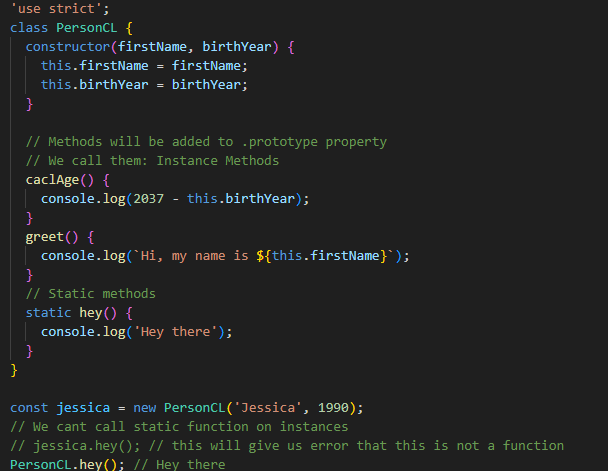 'use strict';
class PersonCL {
  constructor(firstName, birthYear) {
    this.firstName = firstName;
    this.birthYear = birthYear;
  }

  // Methods will be added to .prototype property
  // We call them: Instance Methods
  caclAge() {
    console.log(2037 - this.birthYear);
  }
  greet() {
    console.log(`Hi, my name is ${this.firstName}`);
  }
  // Static methods
  static hey() {
    console.log('Hey there');
  }
}

const jessica = new PersonCL('Jessica', 1990);
// We cant call static function on instances
// jessica.hey(); // this will give us error that this is not a function
PersonCL.hey(); // Hey there